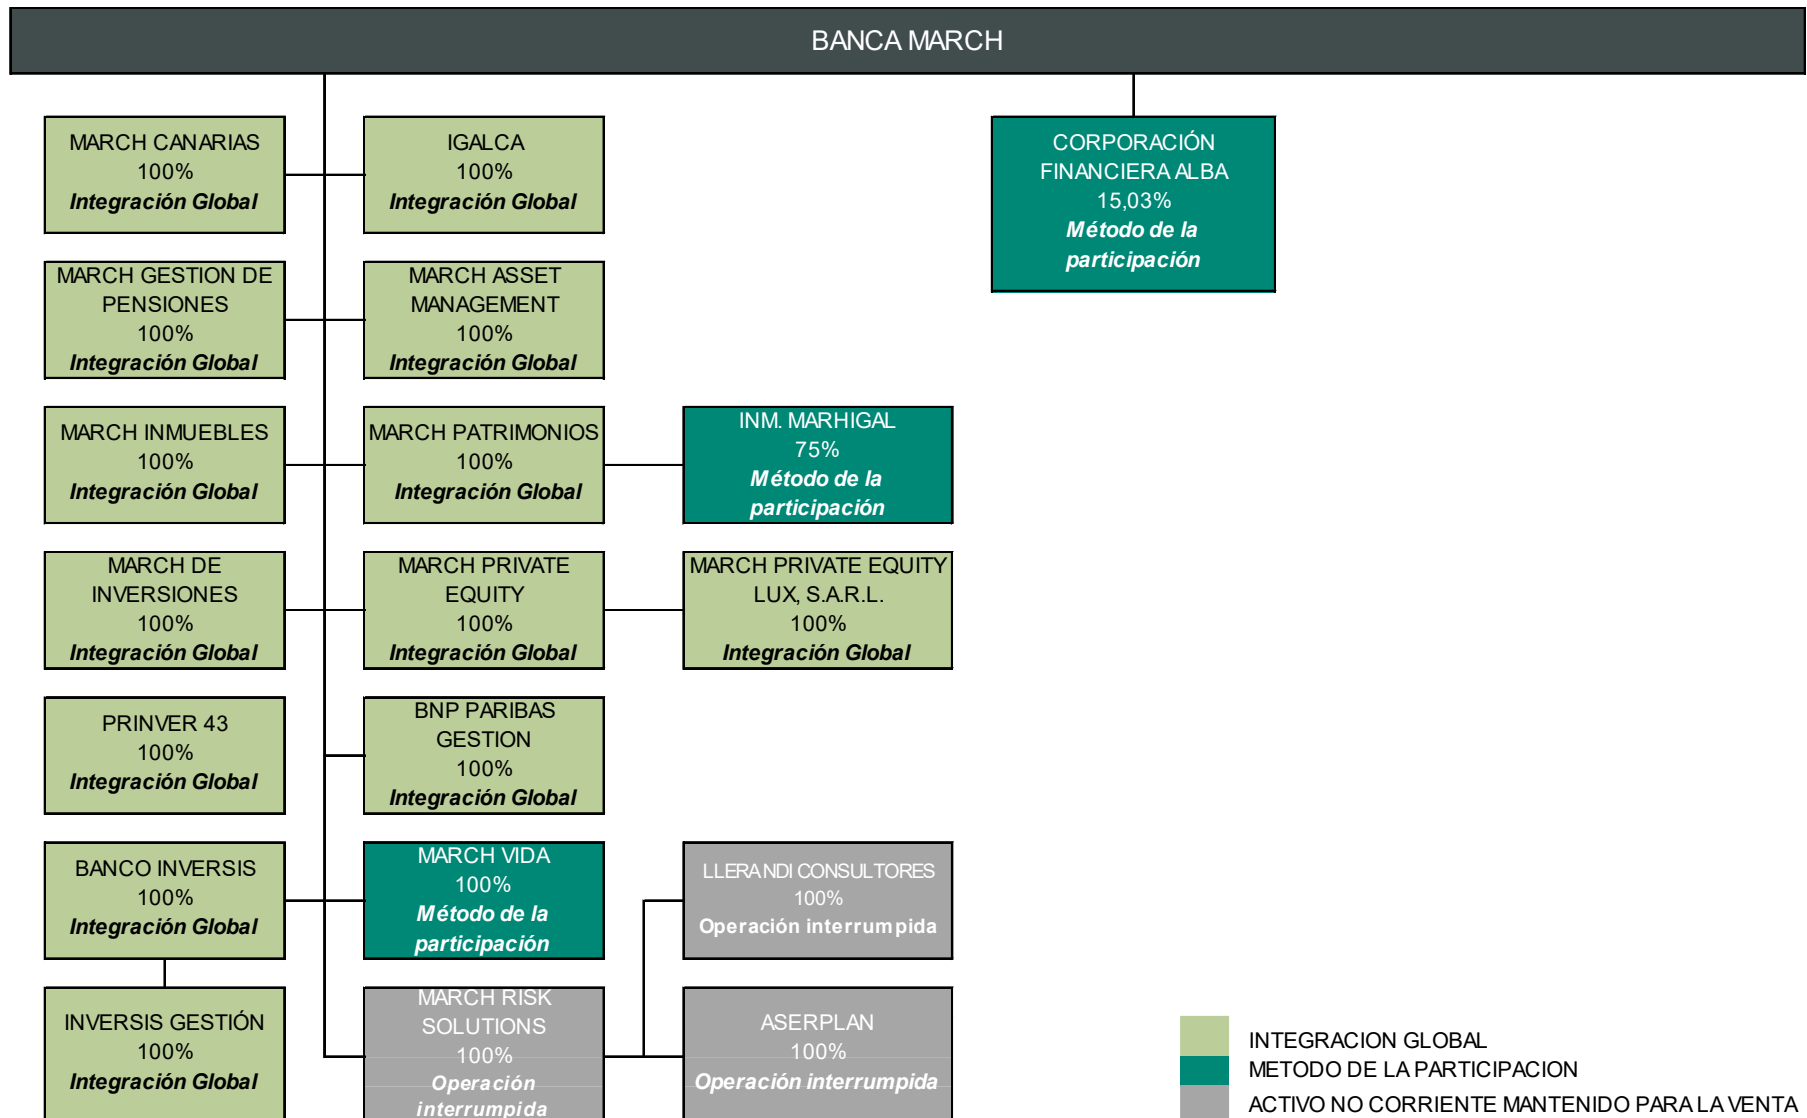 BANCA MARCH
MARCH CANARIAS
100%
Integración Global
IGALCA
100%
Integración Global
CORPORACIÓN
FINANCIERA ALBA
15,03%
Método de la
participación
MARCH GESTION DE
PENSIONES
100%
Integración Global
MARCH ASSET
MANAGEMENT
100%
Integración Global
MARCH INMUEBLES
100%
Integración Global
MARCH PATRIMONIOS
100%
Integración Global
INM. MARHIGAL
75%
Método de la
participación
MARCH DE
INVERSIONES
100%
Integración Global
MARCH PRIVATE
EQUITY
100%
Integración Global
MARCH PRIVATE EQUITY
LUX, S.A.R.L.
100%
Integración Global
PRINVER 43
100%
Integración Global
BNP PARIBAS
GESTION
100%
Integración Global
BANCO INVERSIS
100%
Integración Global
MARCH VIDA
100%
Método de la
participación
LLERANDI CONSULTORES
100%
Operación interrumpida
INVERSIS GESTIÓN
100%
Integración Global
MARCH RISK
SOLUTIONS
100%
Operación
interrumpida
ASERPLAN
100%
Operación interrumpida
INTEGRACION GLOBAL
METODO DE LA PARTICIPACION
ACTIVO NO CORRIENTE MANTENIDO PARA LA VENTA